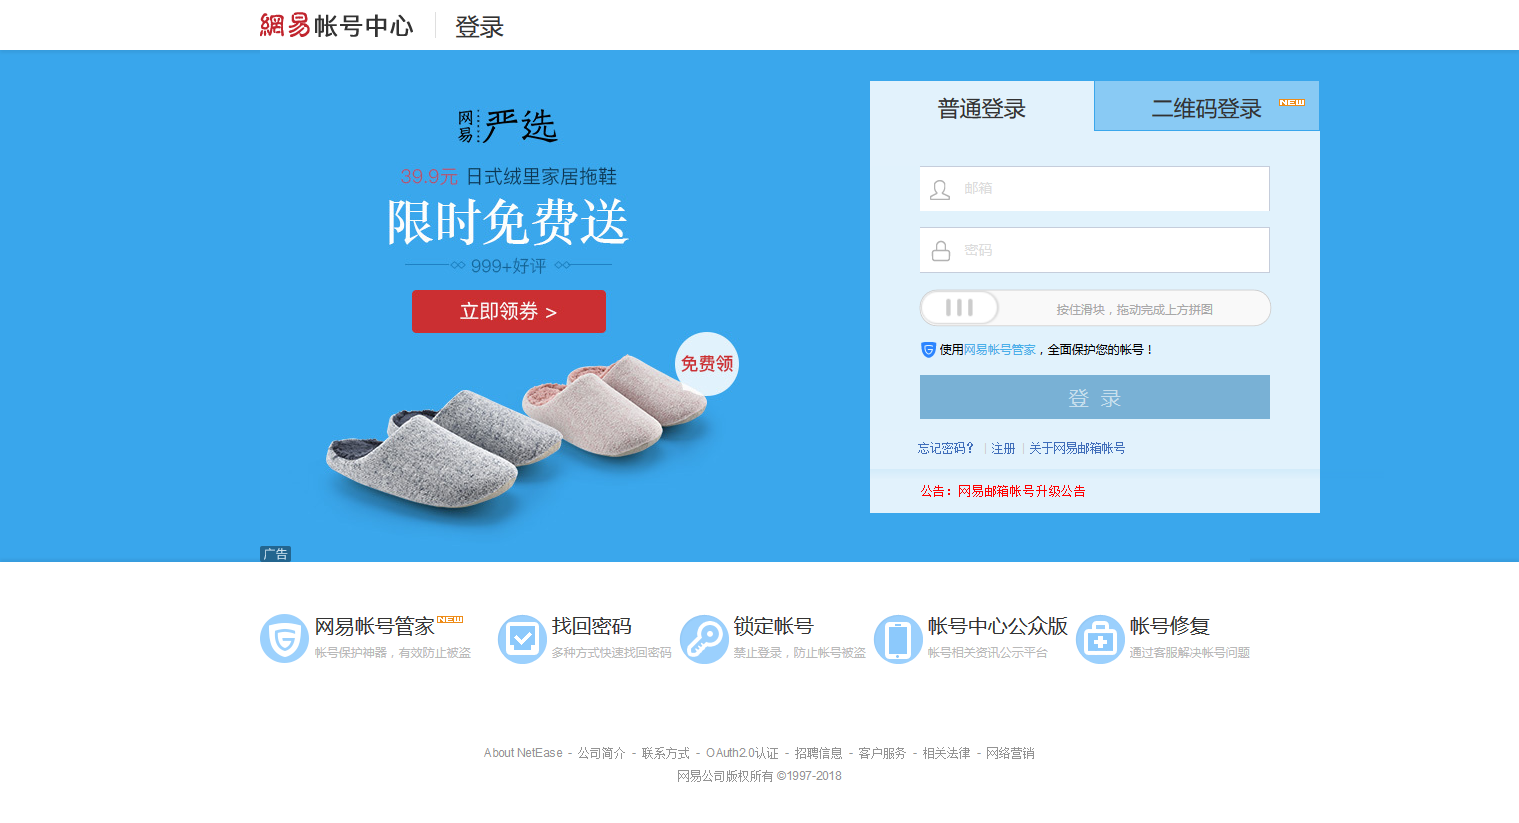 網易帐号中心 登录
网易 严选
39.9元 日式绒里家居拖鞋
限时免费送
999+好评
立即领券 >
免费领
广告
普通登录 二维码登录 NEW
邮箱
密码
按住滑块，拖动完成上方拼图
使用网易帐号管家，全面保护您的帐号！
登 录
忘记密码？ 注册 关于网易邮箱帐号
公告：网易邮箱帐号升级公告
网易帐号管家 NEW
帐号保护神器，有效防止被盗
找回密码
多种方式快速找回密码
锁定帐号
禁止登录，防止帐号被盗
帐号中心公众版
帐号相关资讯公示平台
帐号修复
通过客服解决帐号问题
About NetEase - 公司简介 - 联系方式 - OAuth2.0认证 - 招聘信息 - 客户服务 - 相关法律 - 网络营销
网易公司版权所有 ©1997-2018